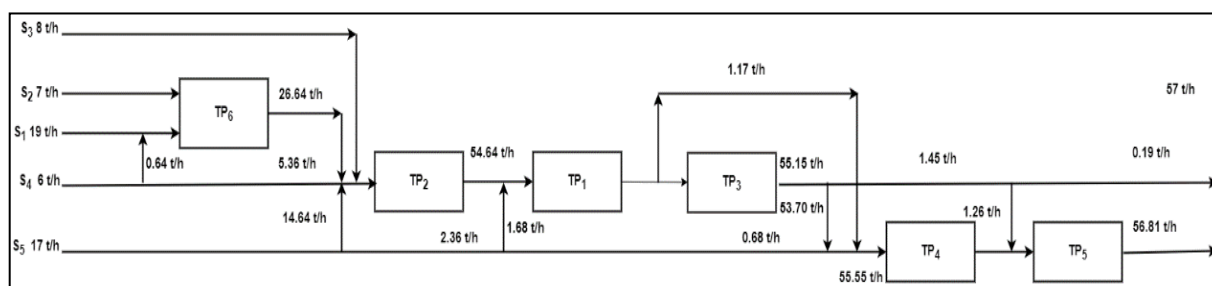 S3 8 t/h
1.17 t/h
57 t/h
S2 7 t/h
TP6
26.64 t/h
S1 19 t/h
0.64 t/h
5.36 t/h
54.64 t/h
55.15 t/h
1.45 t/h
0.19 t/h
S4 6 t/h
TP2
TP1
TP3
14.64 t/h
53.70 t/h
1.26 t/h
56.81 t/h
S5 17 t/h
2.36 t/h
1.68 t/h
0.68 t/h
TP4
TP5
55.55 t/h